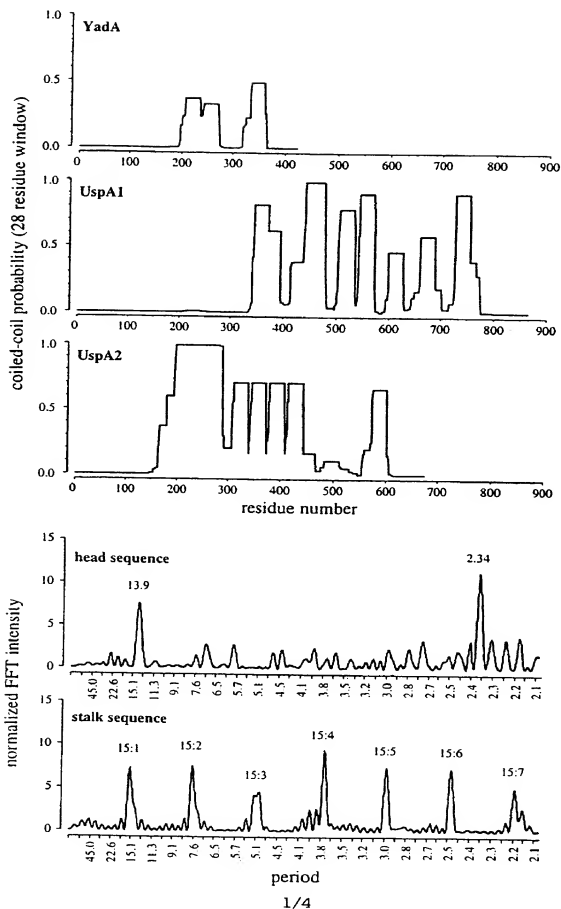 YadA
1.0
0.5
0.0
0 100 200 300 400 500 600 700 800 900
UspA1
1.0
0.5
0.0
0 100 200 300 400 500 600 700 800 900
UspA2
1.0
0.5
0.0
0 100 200 300 400 500 600 700 800 900
residue number
coiled-coil probability (28 residue window)
head sequence
15
10
5
0
13.9
2.34
45.0 22.6 15.1 11.3 9.1 7.6 6.5 5.7 5.1 4.5 4.1 3.8 3.5 3.2 3.0 2.8 2.7 2.5 2.4 2.2 2.1
stalk sequence
15
10
5
0
15:1 15:2 15:3 15:4 15:5 15:6 15:7
45.0 22.6 15.1 11.3 9.1 7.6 6.5 5.7 5.1 4.5 4.1 3.8 3.5 3.2 3.0 2.8 2.7 2.5 2.4 2.2 2.1
period
normalized FFT intensity
1/4